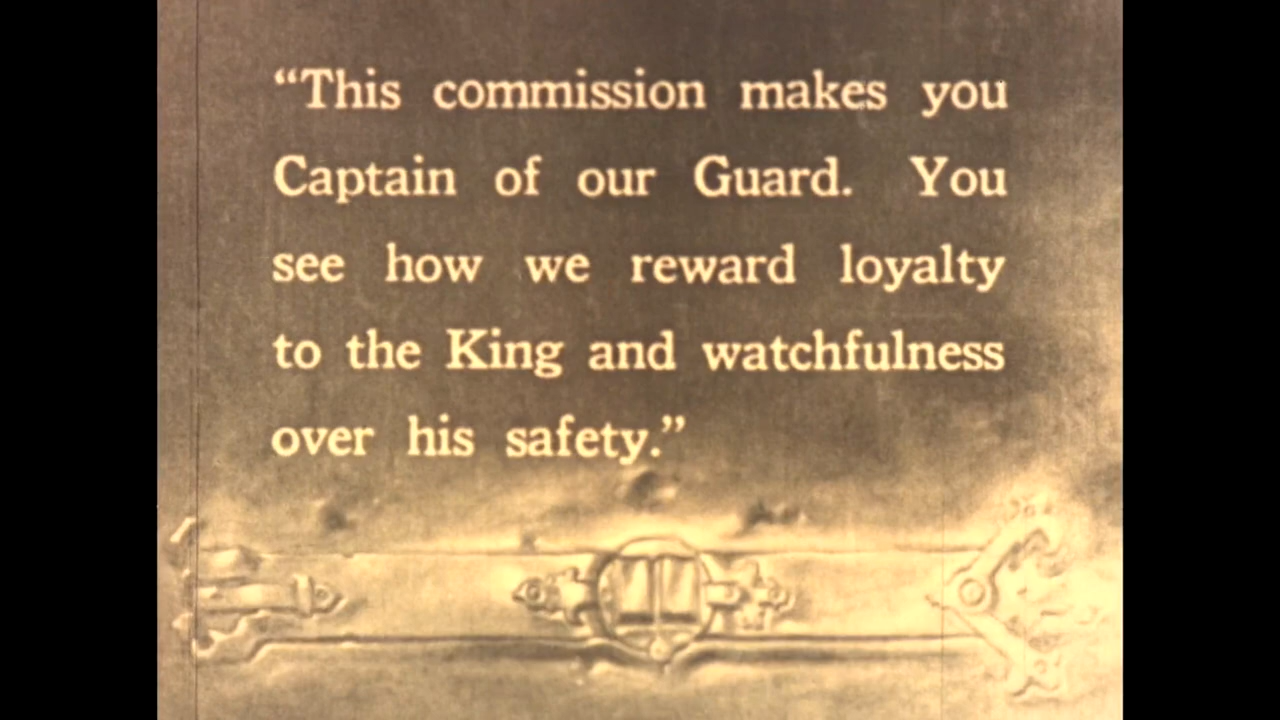 “This commission makes you
Captain of our Guard. You
see how we reward loyalty
to the King and watchfulness
over his safety.”